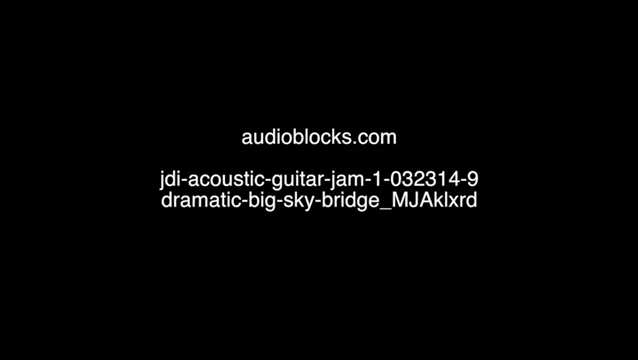 audioblocks.com
jdi-acoustic-guitar-jam-1-032314-9
dramatic-big-sky-bridge_MJAklxrd